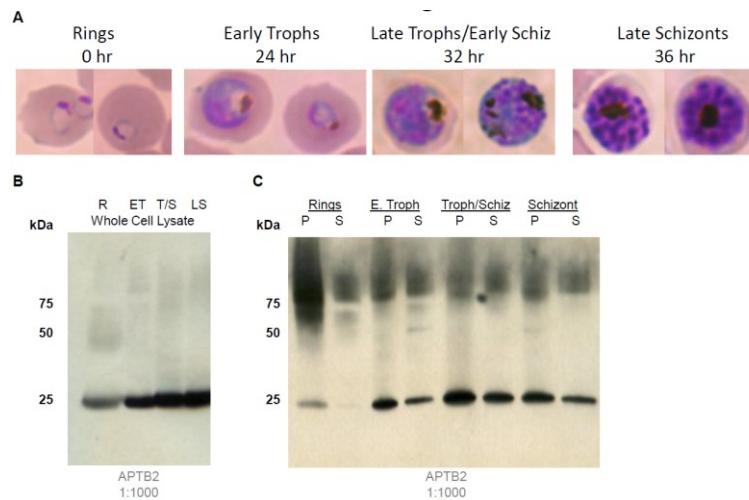 A
Rings
0 hr
Early Trophs
24 hr
Late Trophs/Early Schiz
32 hr
Late Schizonts
36 hr
B
R ET T/S LS
Whole Cell Lysate
kDa
75
50
25
APTB2
1:1000
C
Rings E. Troph Troph/Schiz Schizont
P S P S P S P S
kDa
75
50
25
APTB2
1:1000